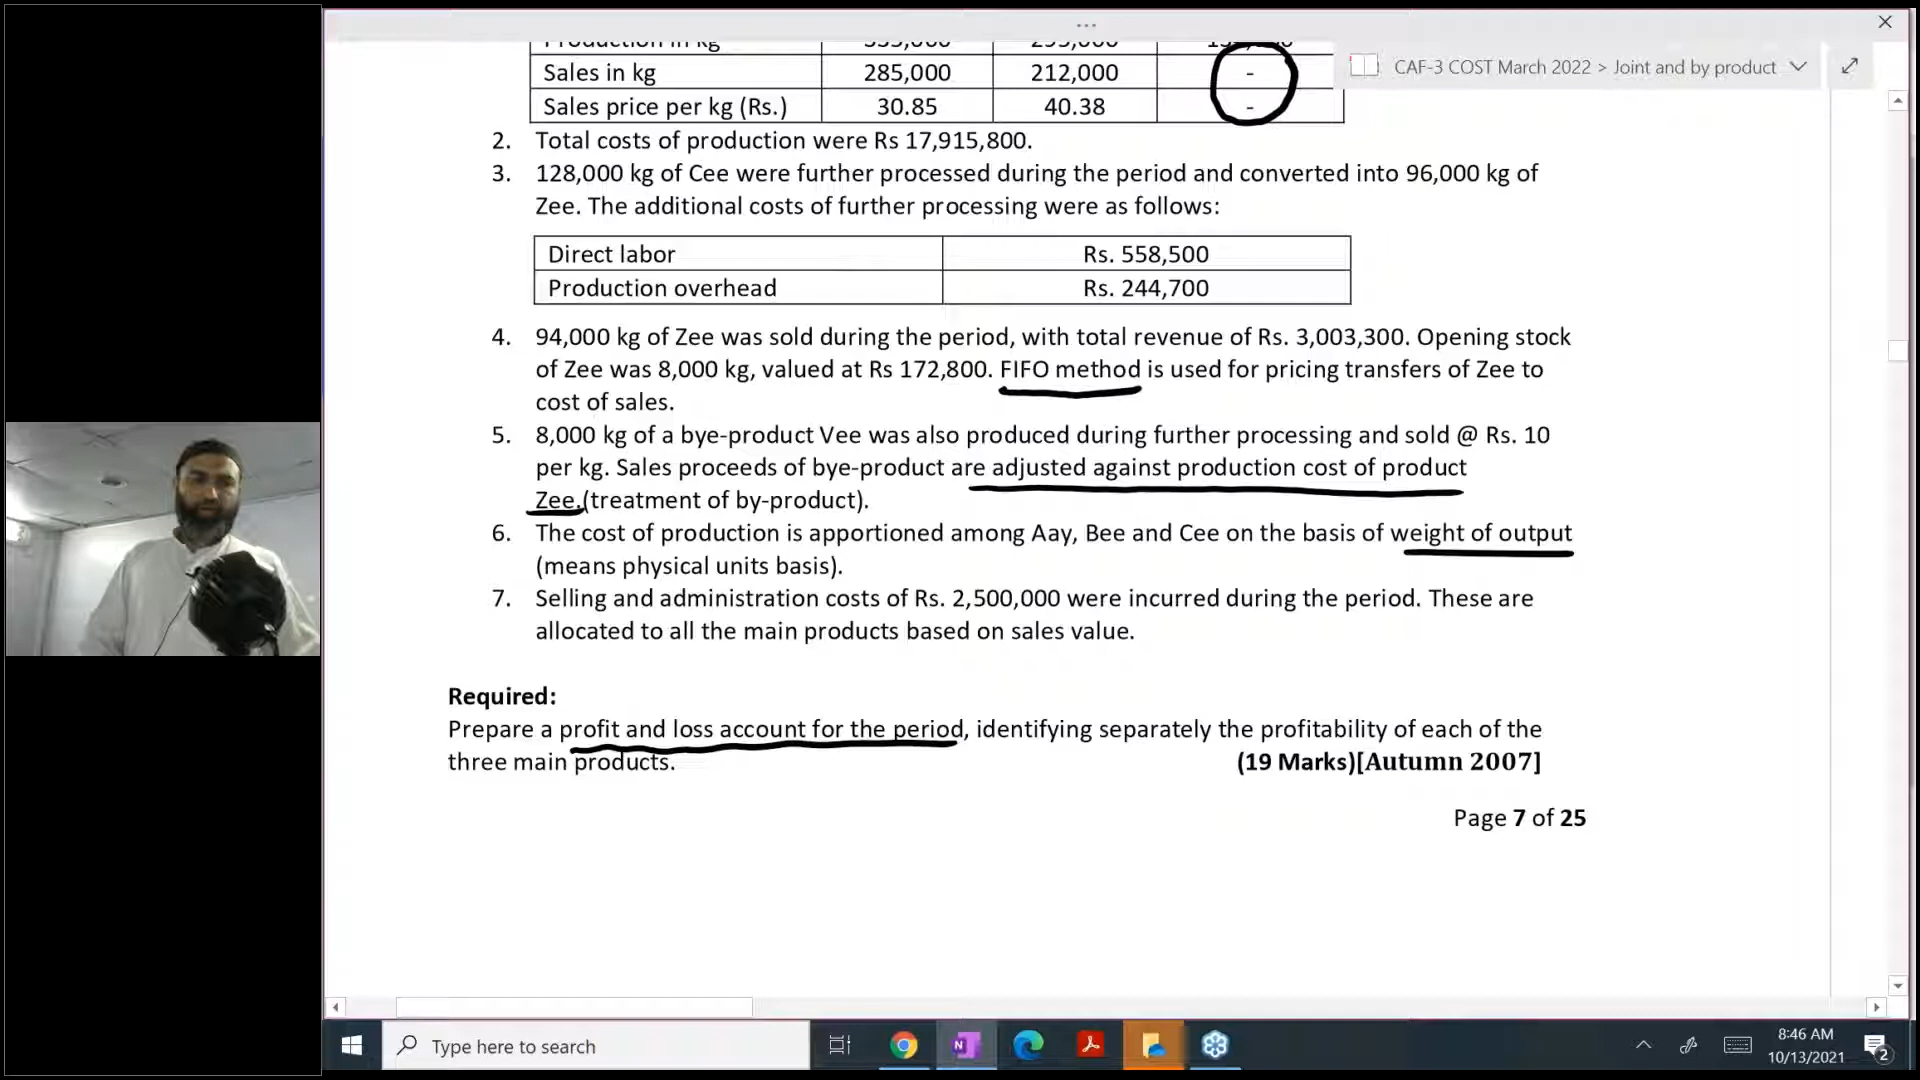 Sales in kg 285,000 212,000 -
Sales price per kg (Rs.) 30.85 40.38 -
CAF-3 COST March 2022 > Joint and by product
2. Total costs of production were Rs 17,915,800.
3. 128,000 kg of Cee were further processed during the period and converted into 96,000 kg of
Zee. The additional costs of further processing were as follows:
Direct labor Rs. 558,500
Production overhead Rs. 244,700
4. 94,000 kg of Zee was sold during the period, with total revenue of Rs. 3,003,300. Opening stock
of Zee was 8,000 kg, valued at Rs 172,800. FIFO method is used for pricing transfers of Zee to
cost of sales.
5. 8,000 kg of a bye-product Vee was also produced during further processing and sold @ Rs. 10
per kg. Sales proceeds of bye-product are adjusted against production cost of product
Zee.(treatment of by-product).
6. The cost of production is apportioned among Aay, Bee and Cee on the basis of weight of output
(means physical units basis).
7. Selling and administration costs of Rs. 2,500,000 were incurred during the period. These are
allocated to all the main products based on sales value.
Required:
Prepare a profit and loss account for the period, identifying separately the profitability of each of the
three main products. (19 Marks)[Autumn 2007]
Page 7 of 25
Type here to search
8:46 AM
10/13/2021
2